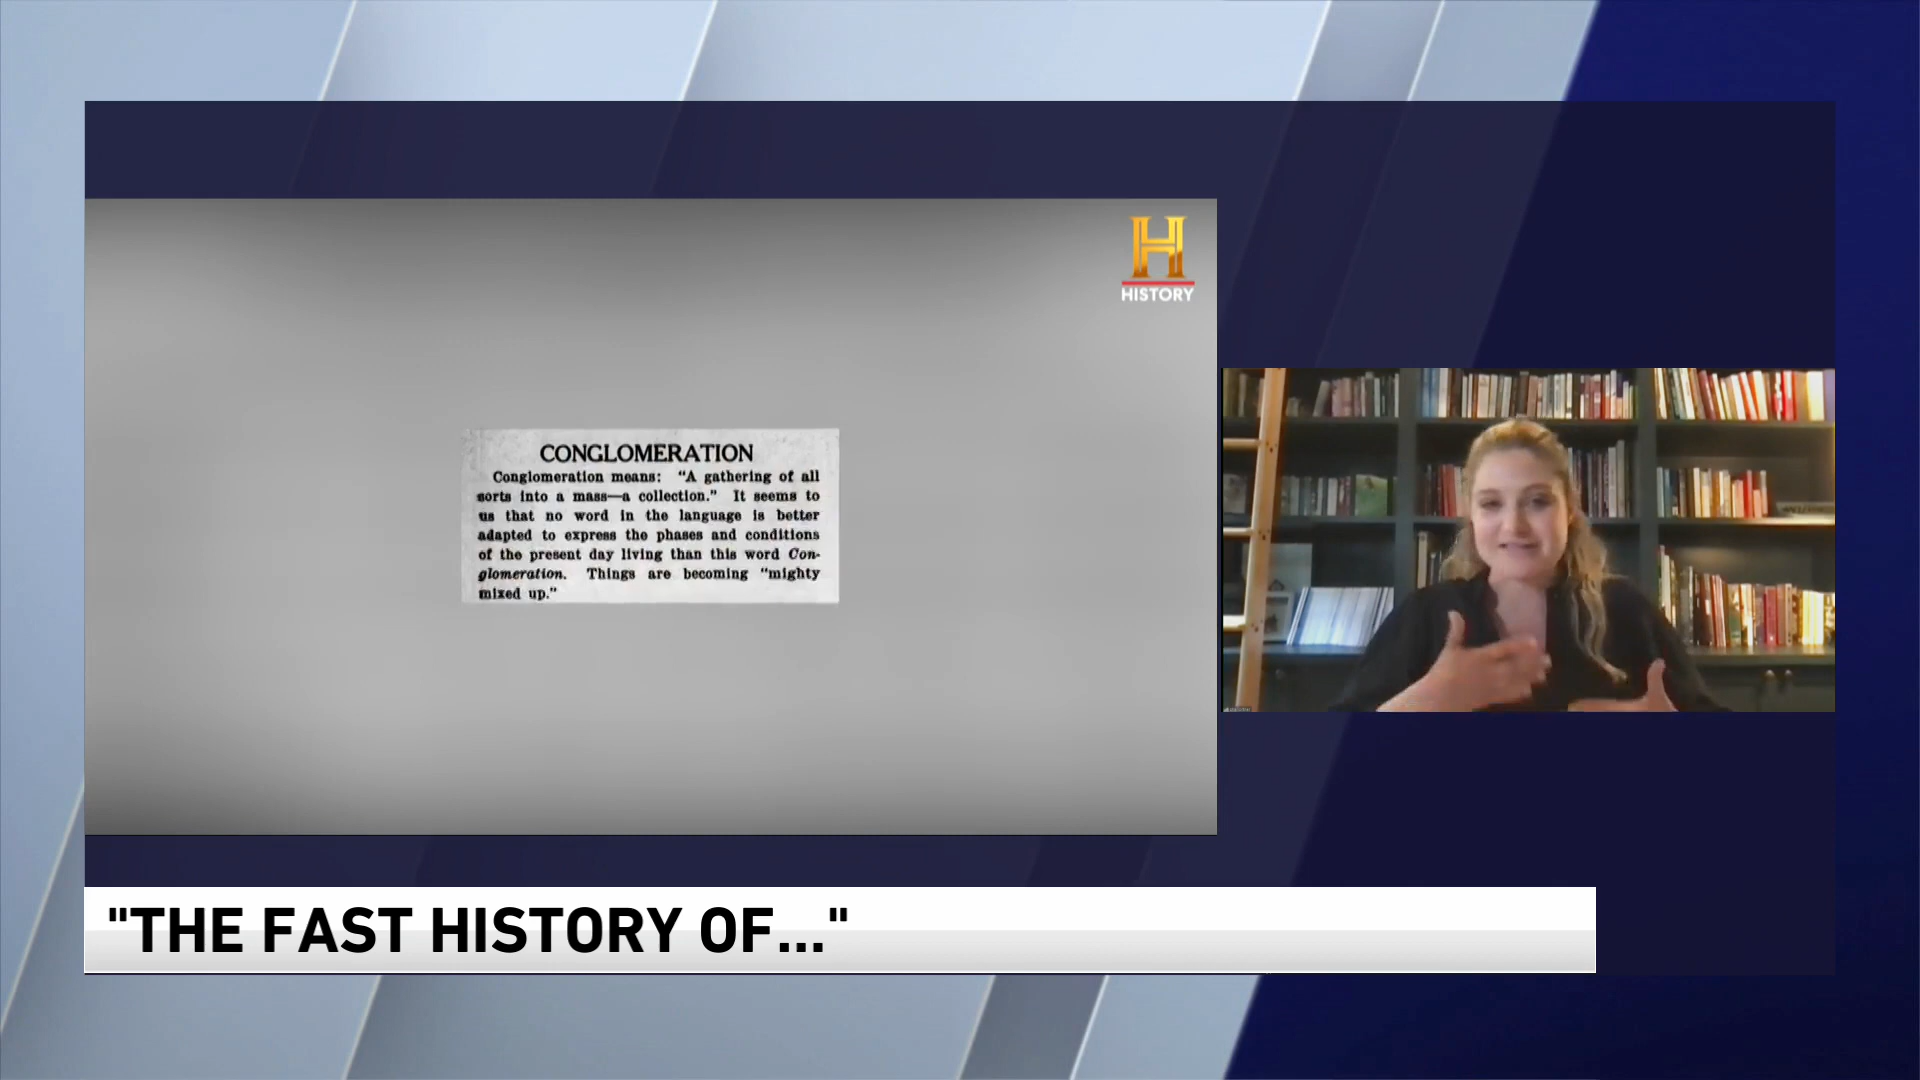 H
HISTORY
CONGLOMERATION
Conglomeration means: "A gathering of all
sorts into a mass—a collection." It seems to
us that no word in the language is better
adapted to express the phases and conditions
of the present day living than this word Con-
glomeration. Things are becoming "mighty
mixed up."
"THE FAST HISTORY OF..."